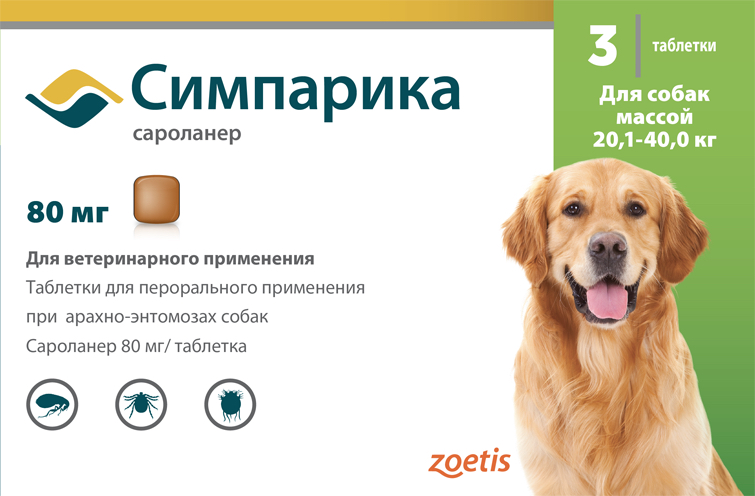 Симпарика
сароланер
3 таблетки
Для собак
массой
20,1-40,0 кг
80 мг
Для ветеринарного применения
Таблетки для перорального применения
при арахно-энтомозах собак
Сароланер 80 мг/ таблетка
zoetis